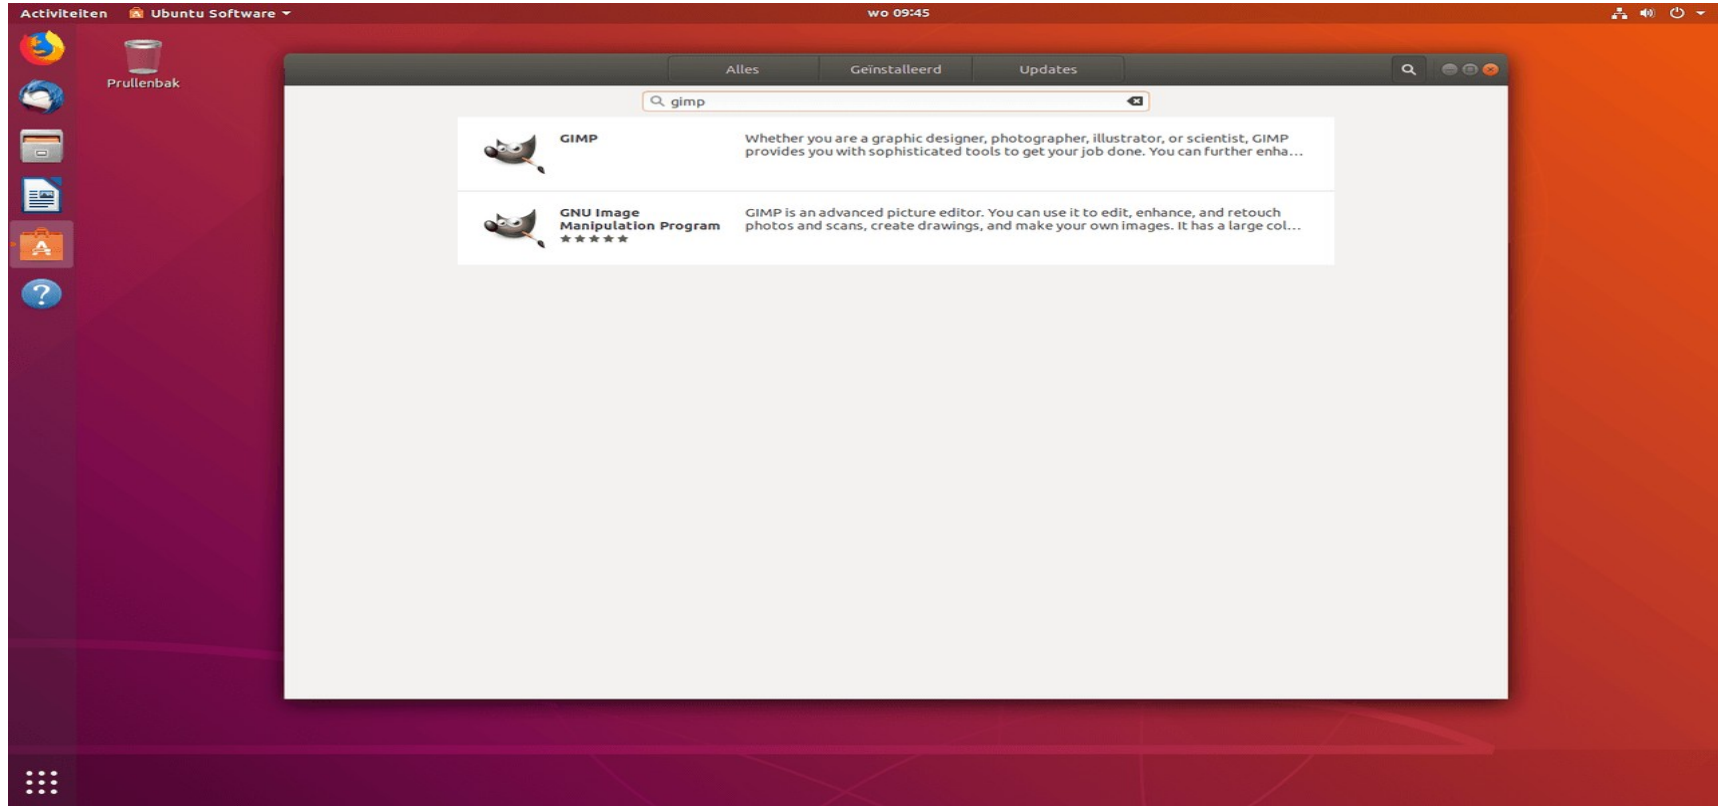 Activiteiten
Ubuntu Software
wo 09:45
Prullenbak
Alles
Geïnstalleerd
Updates
gimp
GIMP
Whether you are a graphic designer, photographer, illustrator, or scientist, GIMP
provides you with sophisticated tools to get your job done. You can further enha...
GNU Image
Manipulation Program
GIMP is an advanced picture editor. You can use it to edit, enhance, and retouch
photos and scans, create drawings, and make your own images. It has a large col...